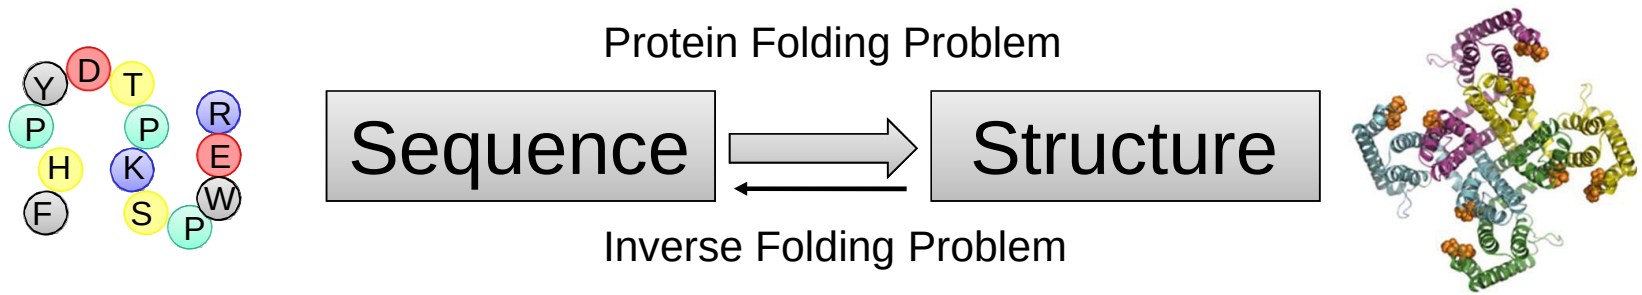 Protein Folding Problem
F H P Y D T P K S P W E R
Sequence
Structure
Inverse Folding Problem